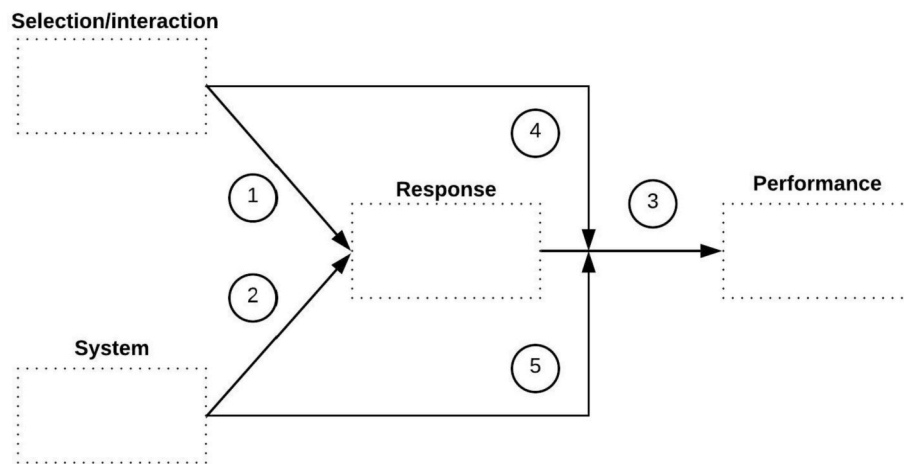 Selection/interaction
4
Performance
Response
3
1
2
System
5